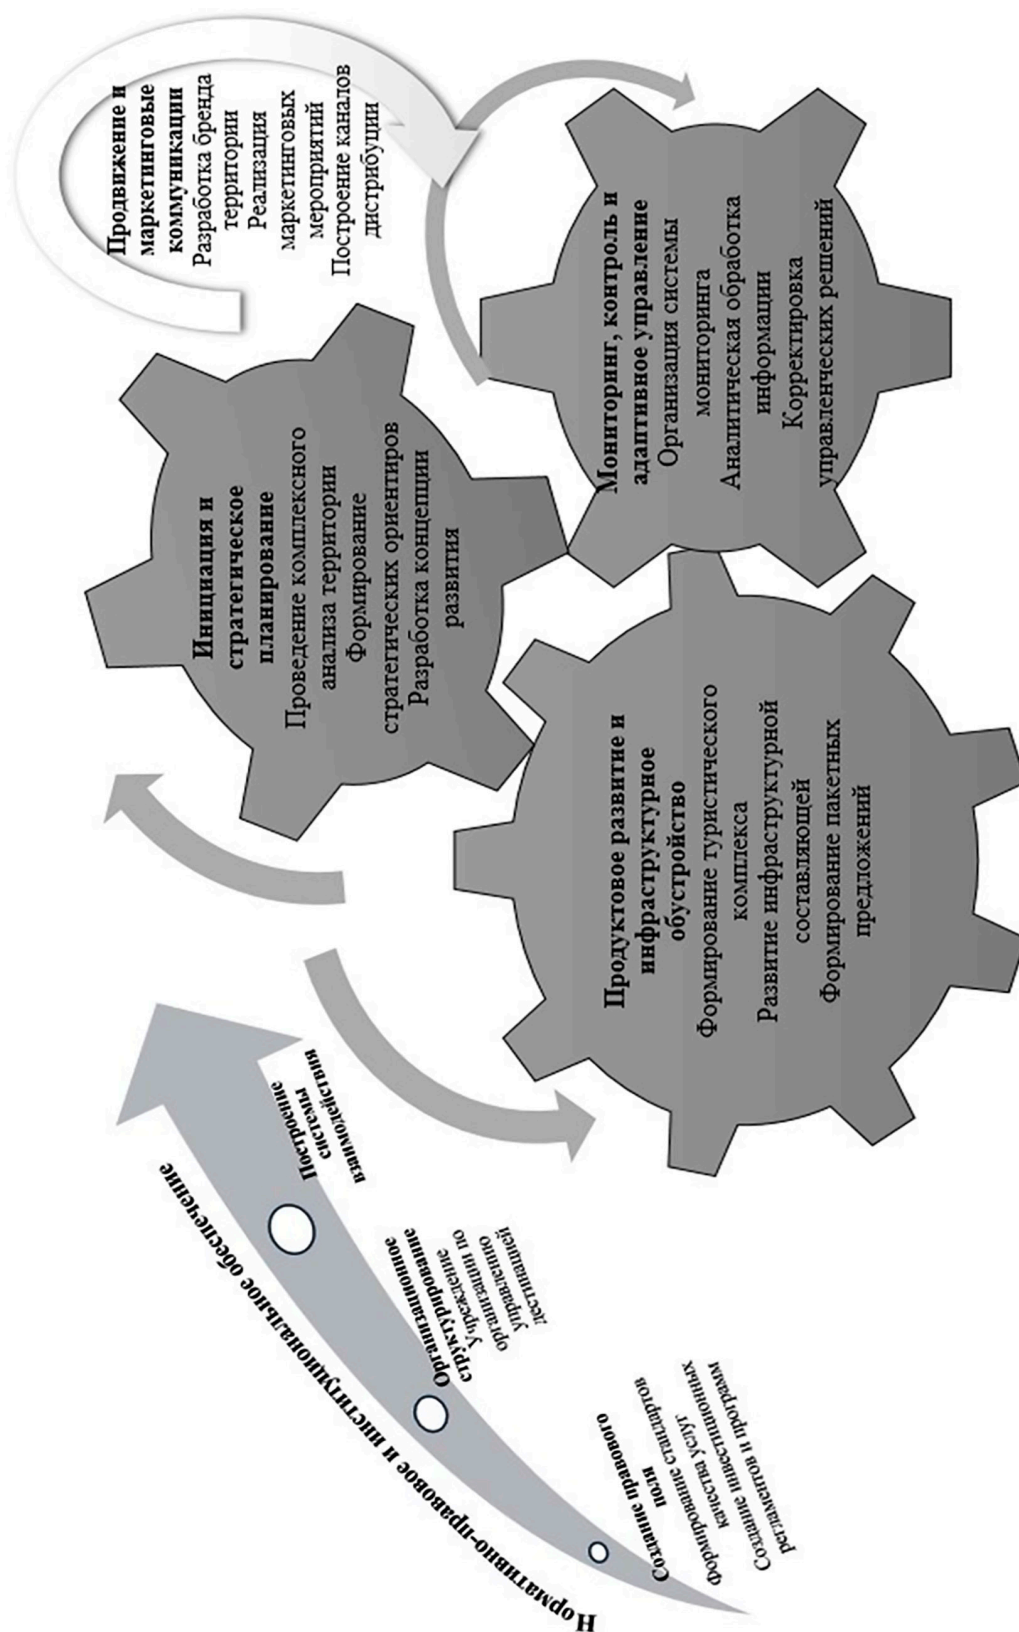 Нормативно-правовое и институциональное обеспечение
Создание правового
поля
Формирование стандартов
качества услуг
Создание инвестиционных
регламентов и программ
Организационное
структурирование
Учреждение
организации по
управлению
дестинацией
Построение
системы
взаимодействия
Инициация и
стратегическое
планирование
Проведение комплексного
анализа территории
Формирование
стратегических ориентиров
Разработка концепции
развития
Продвижение и
маркетинговые
коммуникации
Разработка бренда
территории
Реализация
маркетинговых
мероприятий
Построение каналов
дистрибуции
Продуктовое развитие и
инфраструктурное
обустройство
Формирование туристического
комплекса
Развитие инфраструктурной
составляющей
Формирование пакетных
предложений
Мониторинг, контроль и
адаптивное управление
Организация системы
мониторинга
Аналитическая обработка
информации
Корректировка
управленческих решений